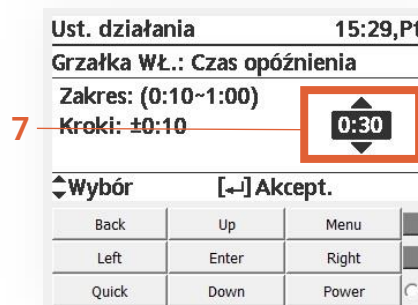 Ust. działania 15:29,Pt
Grzałka WŁ.: Czas opóźnienia
Zakres: (0:10~1:00)
7 Kroki: ±0:10 0:30
Wybór [↵] Akcept.
Back Up Menu
Left Enter Right
Quick Down Power